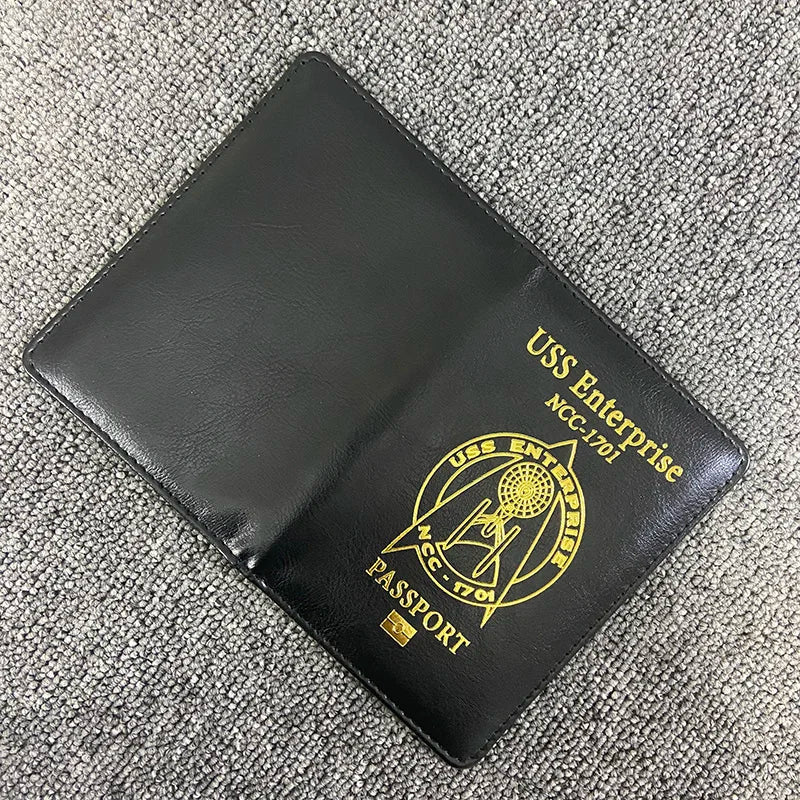 USS Enterprise
NCC-1701
USS ENTERPRISE
NCC - 1701
PASSPORT